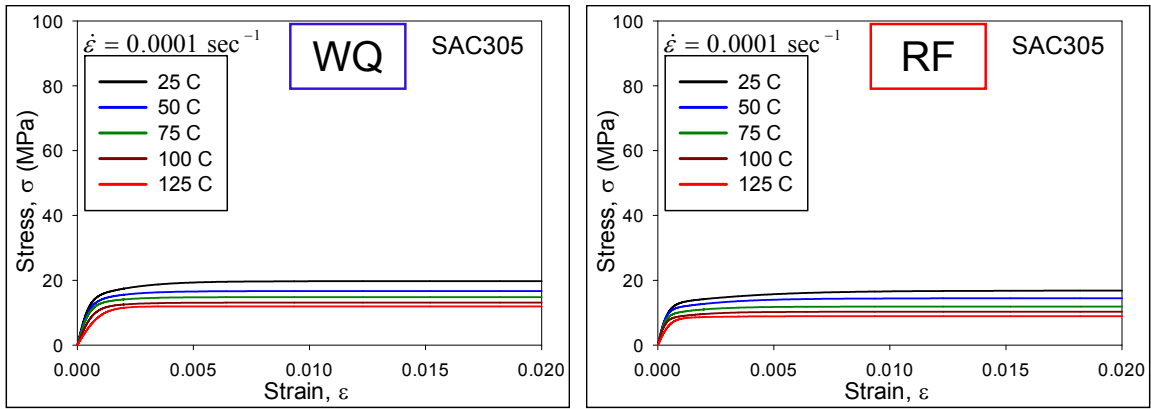 100
80
60
40
20
0
Stress, σ (MPa)
ε̇ = 0.0001 sec⁻¹
WQ
SAC305
25 C
50 C
75 C
100 C
125 C
0.000 0.005 0.010 0.015 0.020
Strain, ε
100
80
60
40
20
0
Stress, σ (MPa)
ε̇ = 0.0001 sec⁻¹
RF
SAC305
25 C
50 C
75 C
100 C
125 C
0.000 0.005 0.010 0.015 0.020
Strain, ε